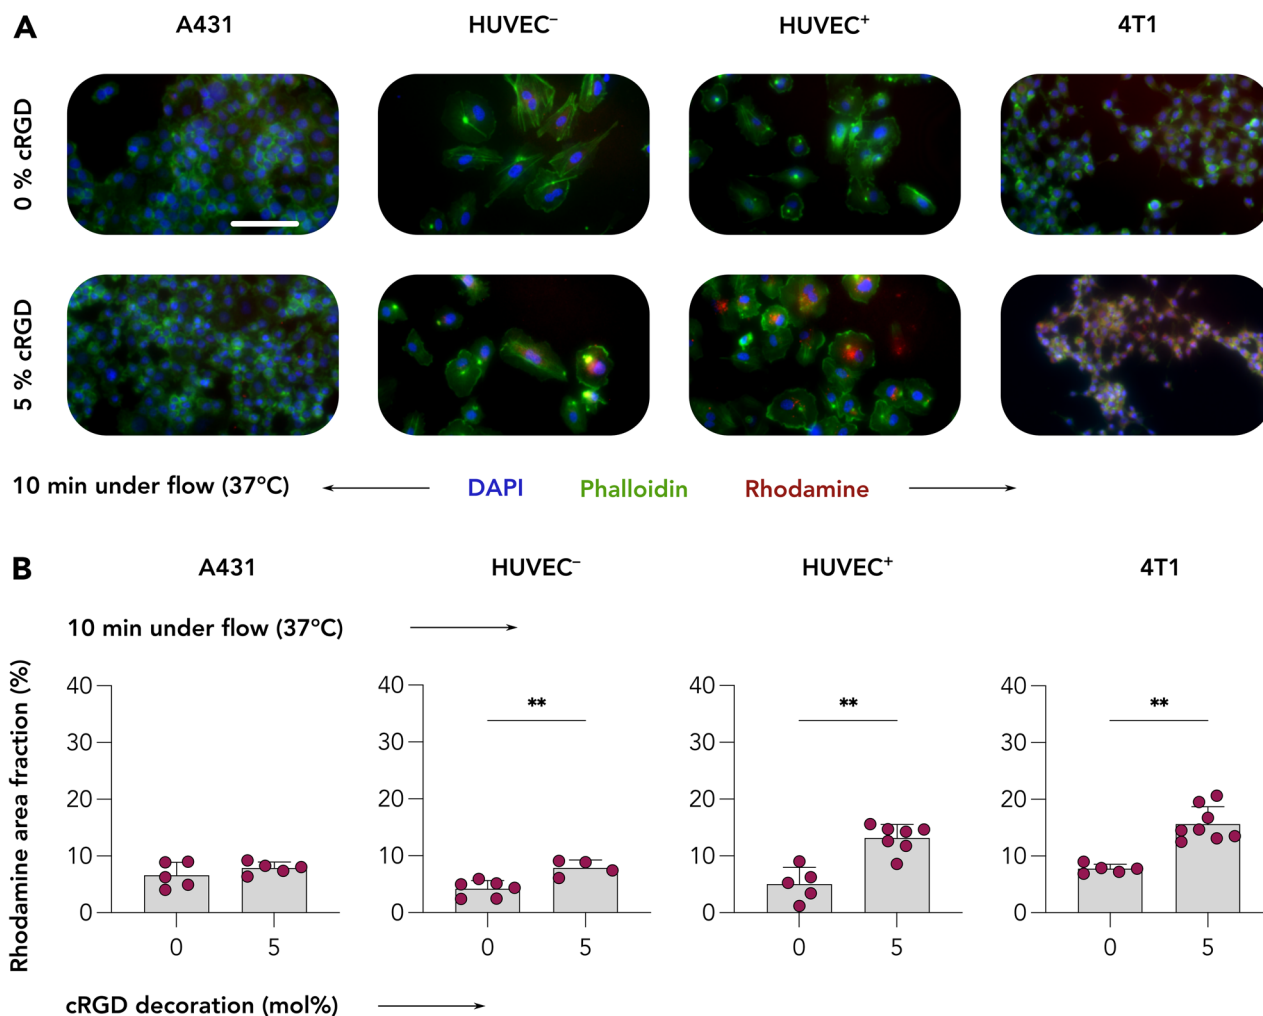 A
A431 HUVEC⁻ HUVEC⁺ 4T1
0 % cRGD
5 % cRGD
10 min under flow (37°C) DAPI Phalloidin Rhodamine
B
A431 HUVEC⁻ HUVEC⁺ 4T1
10 min under flow (37°C)
Rhodamine area fraction (%)
40 40 40 40
** ** **
30 30 30 30
20 20 20 20
10 10 10 10
0 0 0 0
0 5 0 5 0 5 0 5
cRGD decoration (mol%)